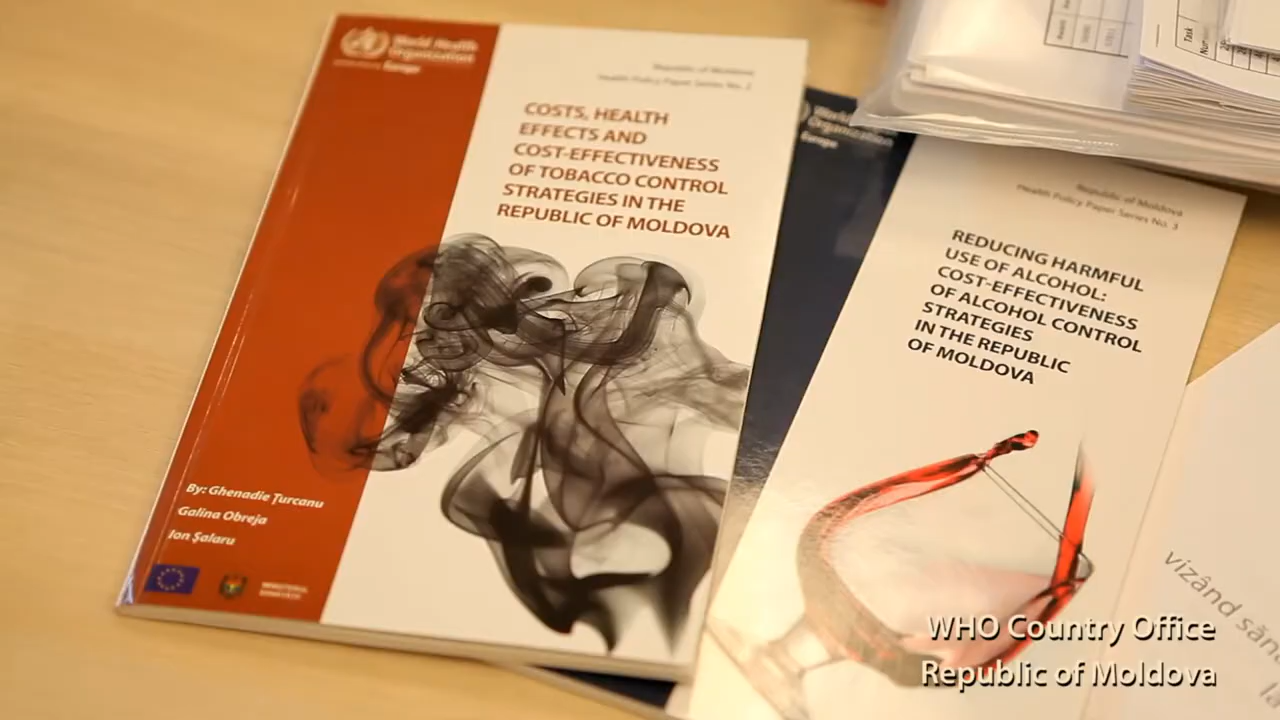 World Health
Organization
Europe
Republic of Moldova
Health Policy Paper Series No. 2
COSTS, HEALTH
EFFECTS AND
COST-EFFECTIVENESS
OF TOBACCO CONTROL
STRATEGIES IN THE
REPUBLIC OF MOLDOVA
By: Ghenadie Țurcanu
Galina Obreja
Ion Șalaru
Organization
Europe
Republic of Moldova
Health Policy Paper Series No. 3
REDUCING HARMFUL
USE OF ALCOHOL:
COST-EFFECTIVENESS
OF ALCOHOL CONTROL
STRATEGIES
IN THE REPUBLIC
OF MOLDOVA
Task
vizând
WHO Country Office
Republic of Moldova